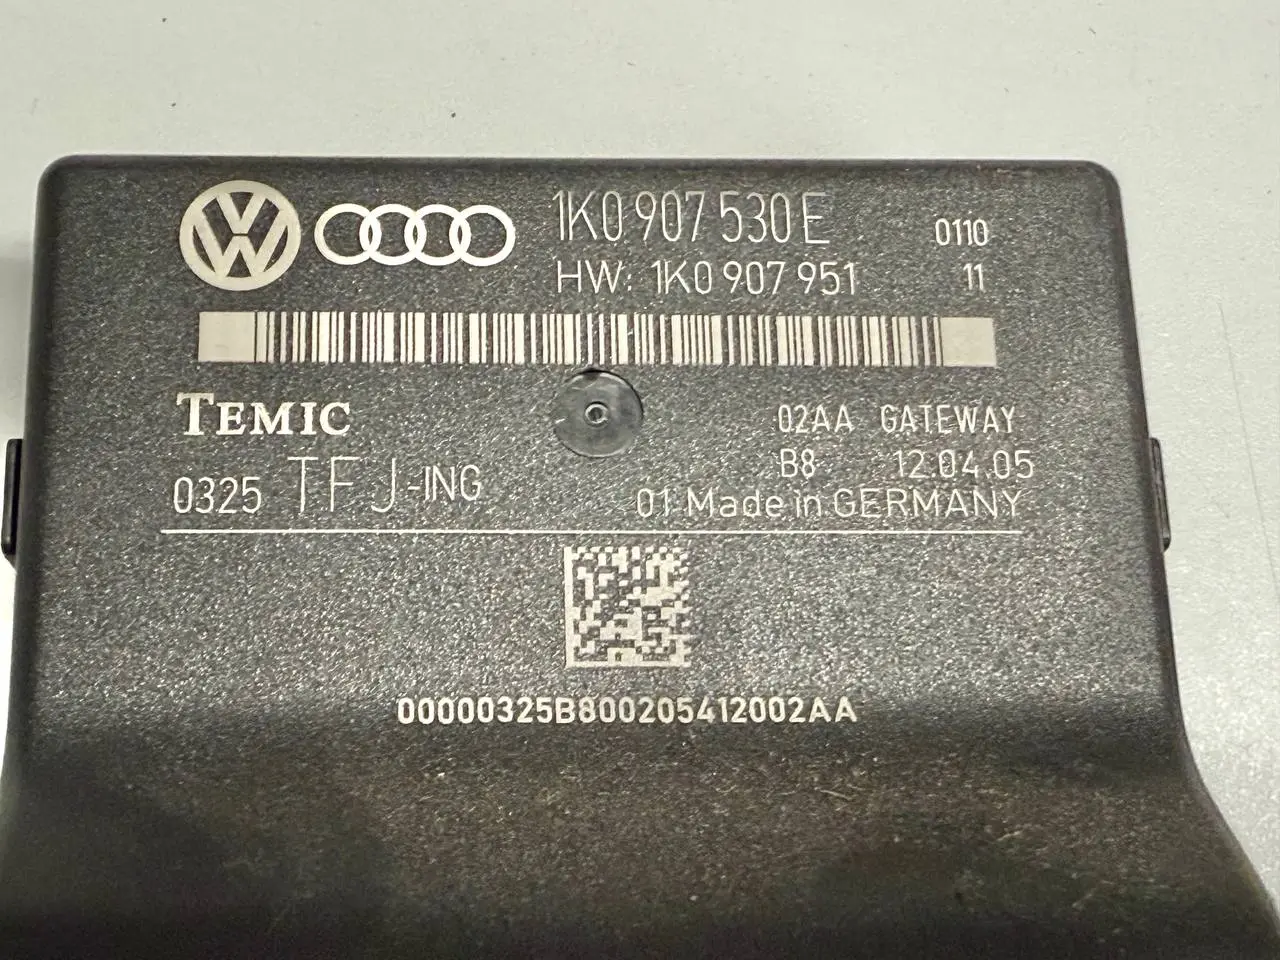 1K0 907 530 E 0110
HW: 1K0 907 951 11
TEMIC
02AA GATEWAY
B8 12.04.05
0325 TFJ-ING
01 Made in GERMANY
00000325B800205412002AA